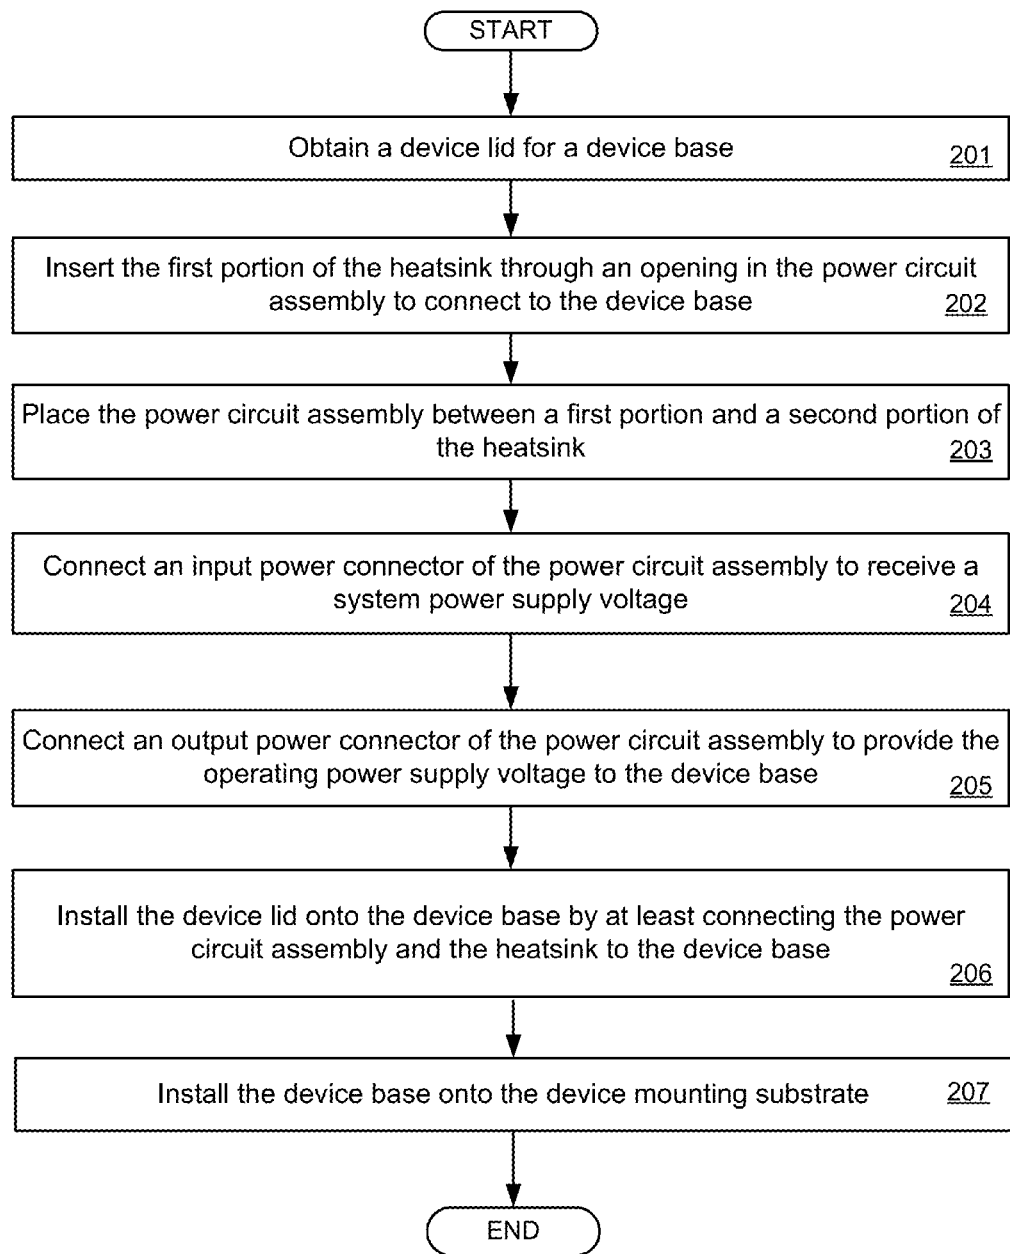 START
Obtain a device lid for a device base
201
Insert the first portion of the heatsink through an opening in the power circuit
assembly to connect to the device base
202
Place the power circuit assembly between a first portion and a second portion of
the heatsink
203
Connect an input power connector of the power circuit assembly to receive a
system power supply voltage
204
Connect an output power connector of the power circuit assembly to provide the
operating power supply voltage to the device base
205
Install the device lid onto the device base by at least connecting the power
circuit assembly and the heatsink to the device base
206
Install the device base onto the device mounting substrate
207
END